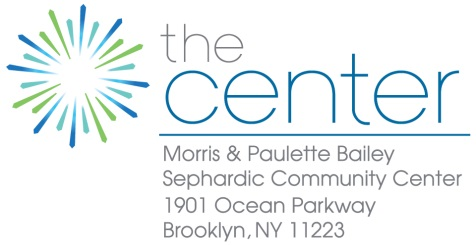 the
center
Morris & Paulette Bailey
Sephardic Community Center
1901 Ocean Parkway
Brooklyn, NY 11223